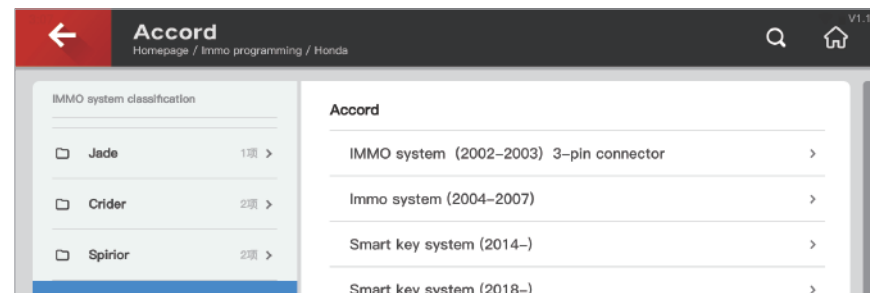 Accord
V1.1
Homepage / Immo programming / Honda
IMMO system classification
Jade 1项
Crider 2项
Spirior 2项
Accord
IMMO system (2002-2003) 3-pin connector
Immo system (2004-2007)
Smart key system (2014-)
Smart key system (2018-)